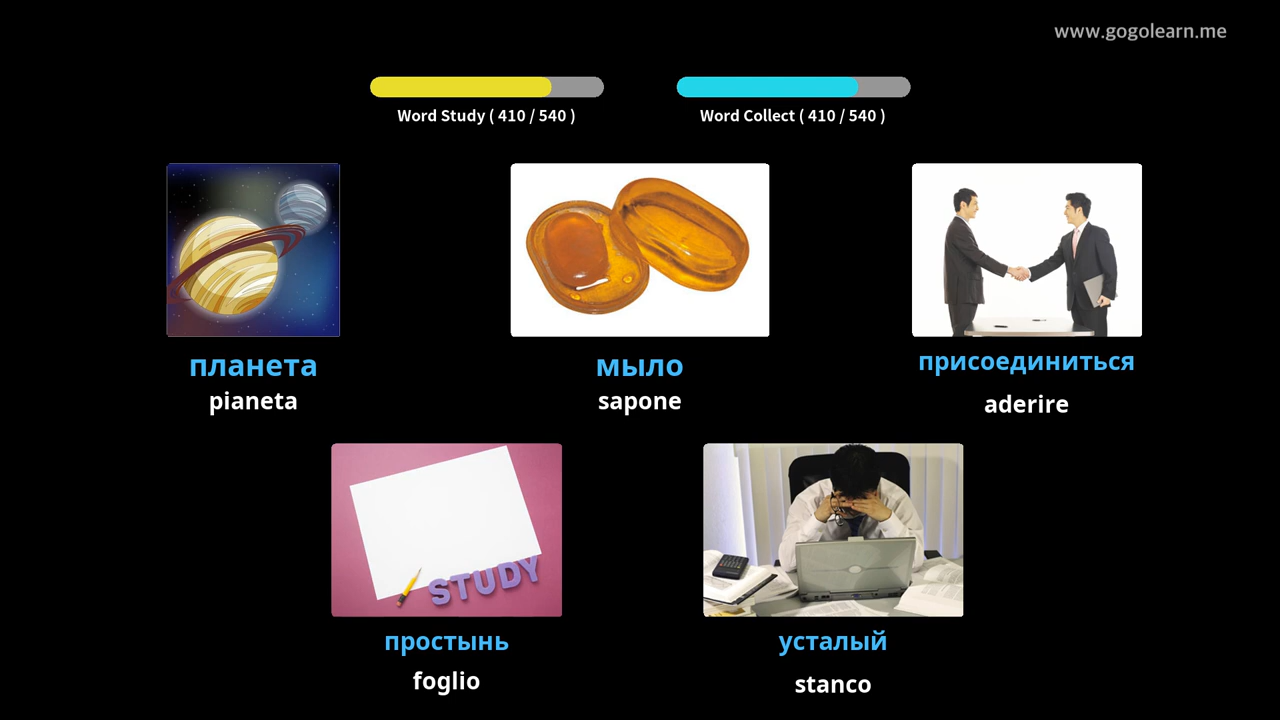 www.gogolearn.me
Word Study ( 410 / 540 )
Word Collect ( 410 / 540 )
планета
pianeta
мыло
sapone
присоединиться
aderire
STUDY
простынь
foglio
усталый
stanco